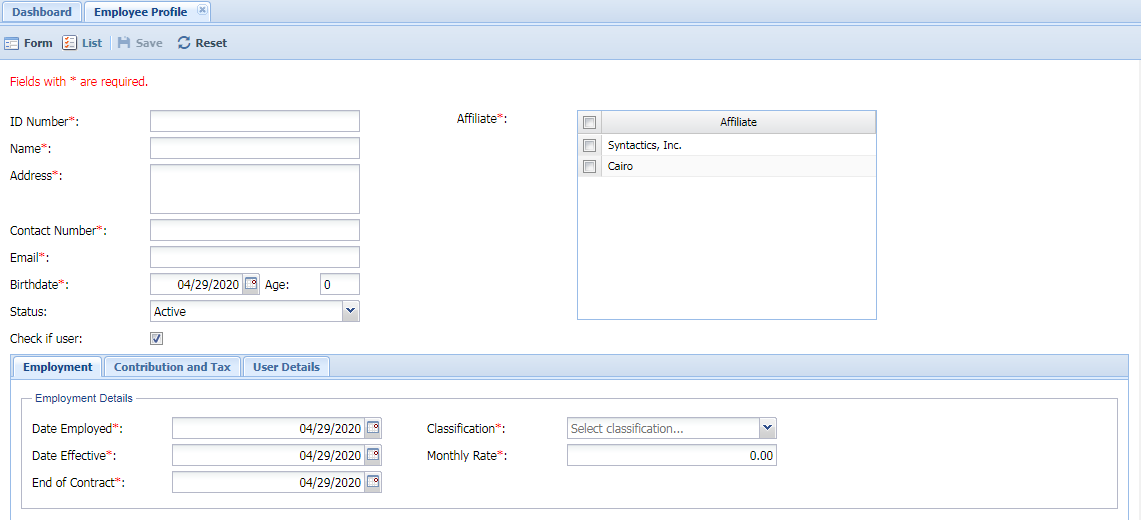 Dashboard Employee Profile
Form List Save Reset
Fields with * are required.
ID Number*:
Name*:
Address*:
Contact Number*:
Email*:
Birthdate*: 04/29/2020 Age: 0
Status: Active
Check if user:
Affiliate*:
Affiliate
Syntactics, Inc.
Cairo
Employment Contribution and Tax User Details
Employment Details
Date Employed*: 04/29/2020
Date Effective*: 04/29/2020
End of Contract*: 04/29/2020
Classification*: Select classification...
Monthly Rate*: 0.00